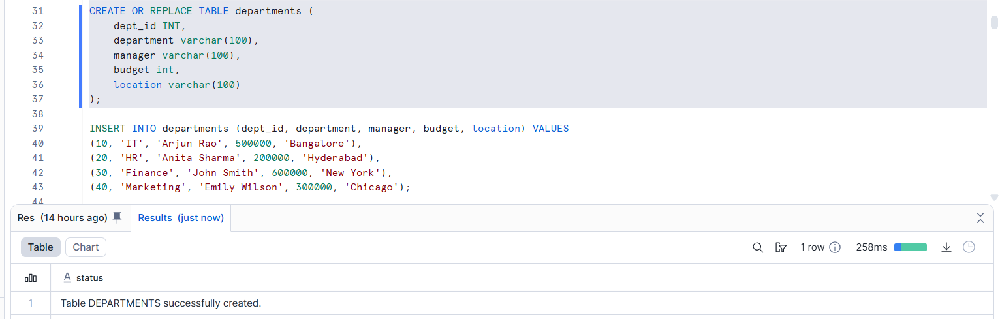 31 CREATE OR REPLACE TABLE departments (
32 dept_id INT,
33 department varchar(100),
34 manager varchar(100),
35 budget int,
36 location varchar(100)
37 );
38
39 INSERT INTO departments (dept_id, department, manager, budget, location) VALUES
40 (10, 'IT', 'Arjun Rao', 500000, 'Bangalore'),
41 (20, 'HR', 'Anita Sharma', 200000, 'Hyderabad'),
42 (30, 'Finance', 'John Smith', 600000, 'New York'),
43 (40, 'Marketing', 'Emily Wilson', 300000, 'Chicago');
44
Res (14 hours ago) Results (just now)
Table Chart 1 row 258ms
A status
1 Table DEPARTMENTS successfully created.